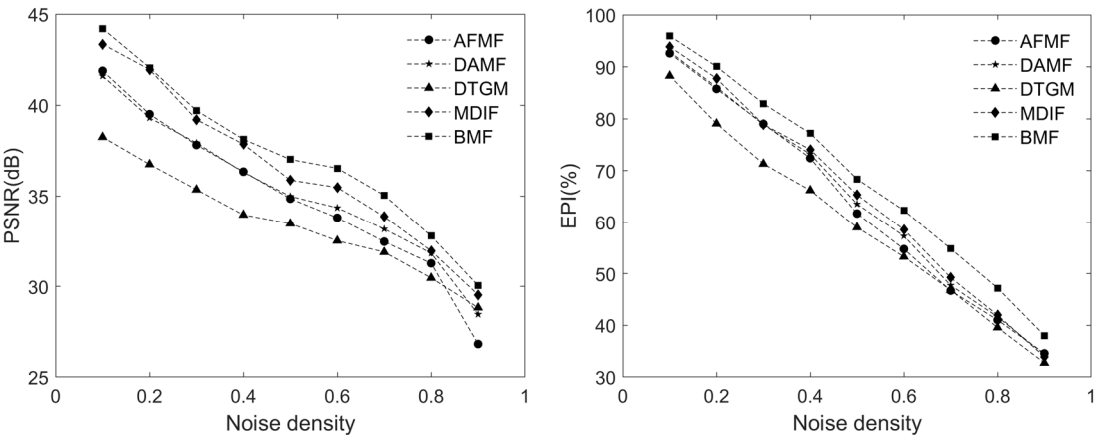 45
40
35
30
25
PSNR(dB)
0
0.2
0.4
0.6
0.8
1
Noise density
AFMF
DAMF
DTGM
MDIF
BMF
100
90
80
70
60
50
40
30
EPI(%)
0
0.2
0.4
0.6
0.8
1
Noise density
AFMF
DAMF
DTGM
MDIF
BMF